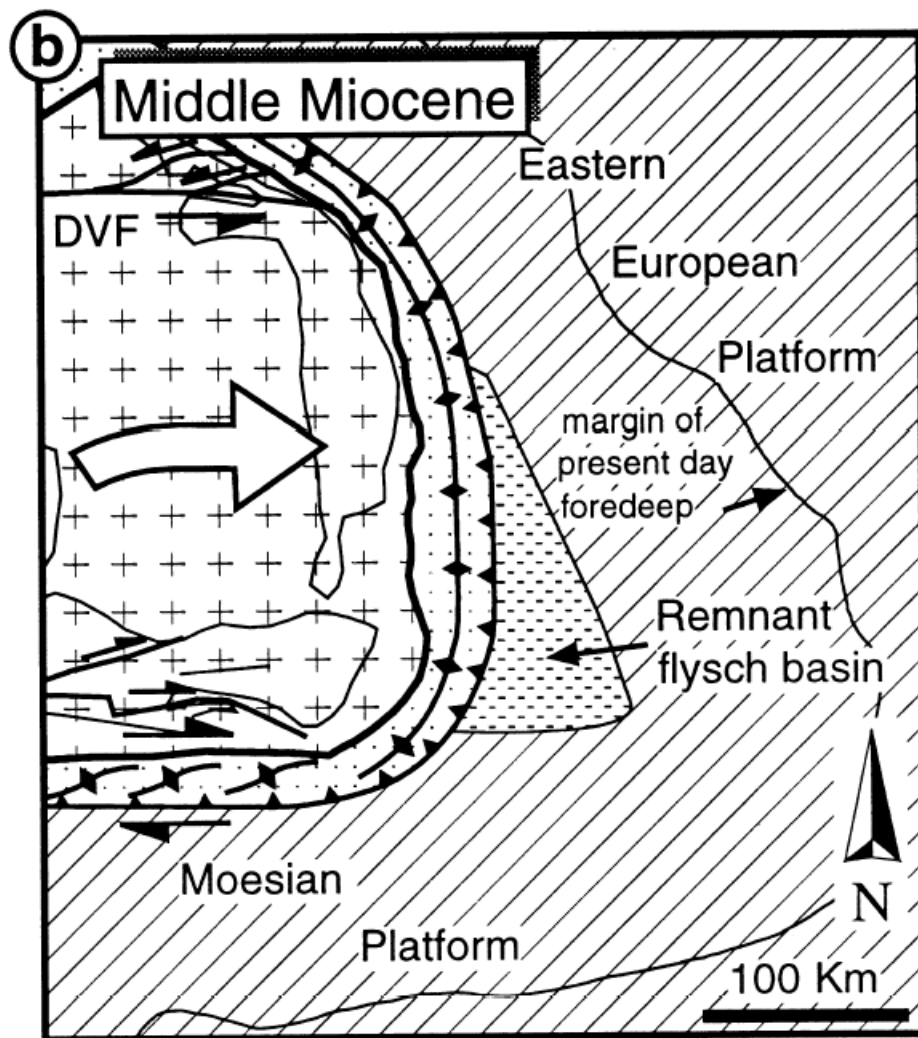 b
Middle Miocene
Eastern
European
Platform
DVF
margin of
present day
foredeep
Remnant
flysch basin
Moesian
Platform
N
100 Km